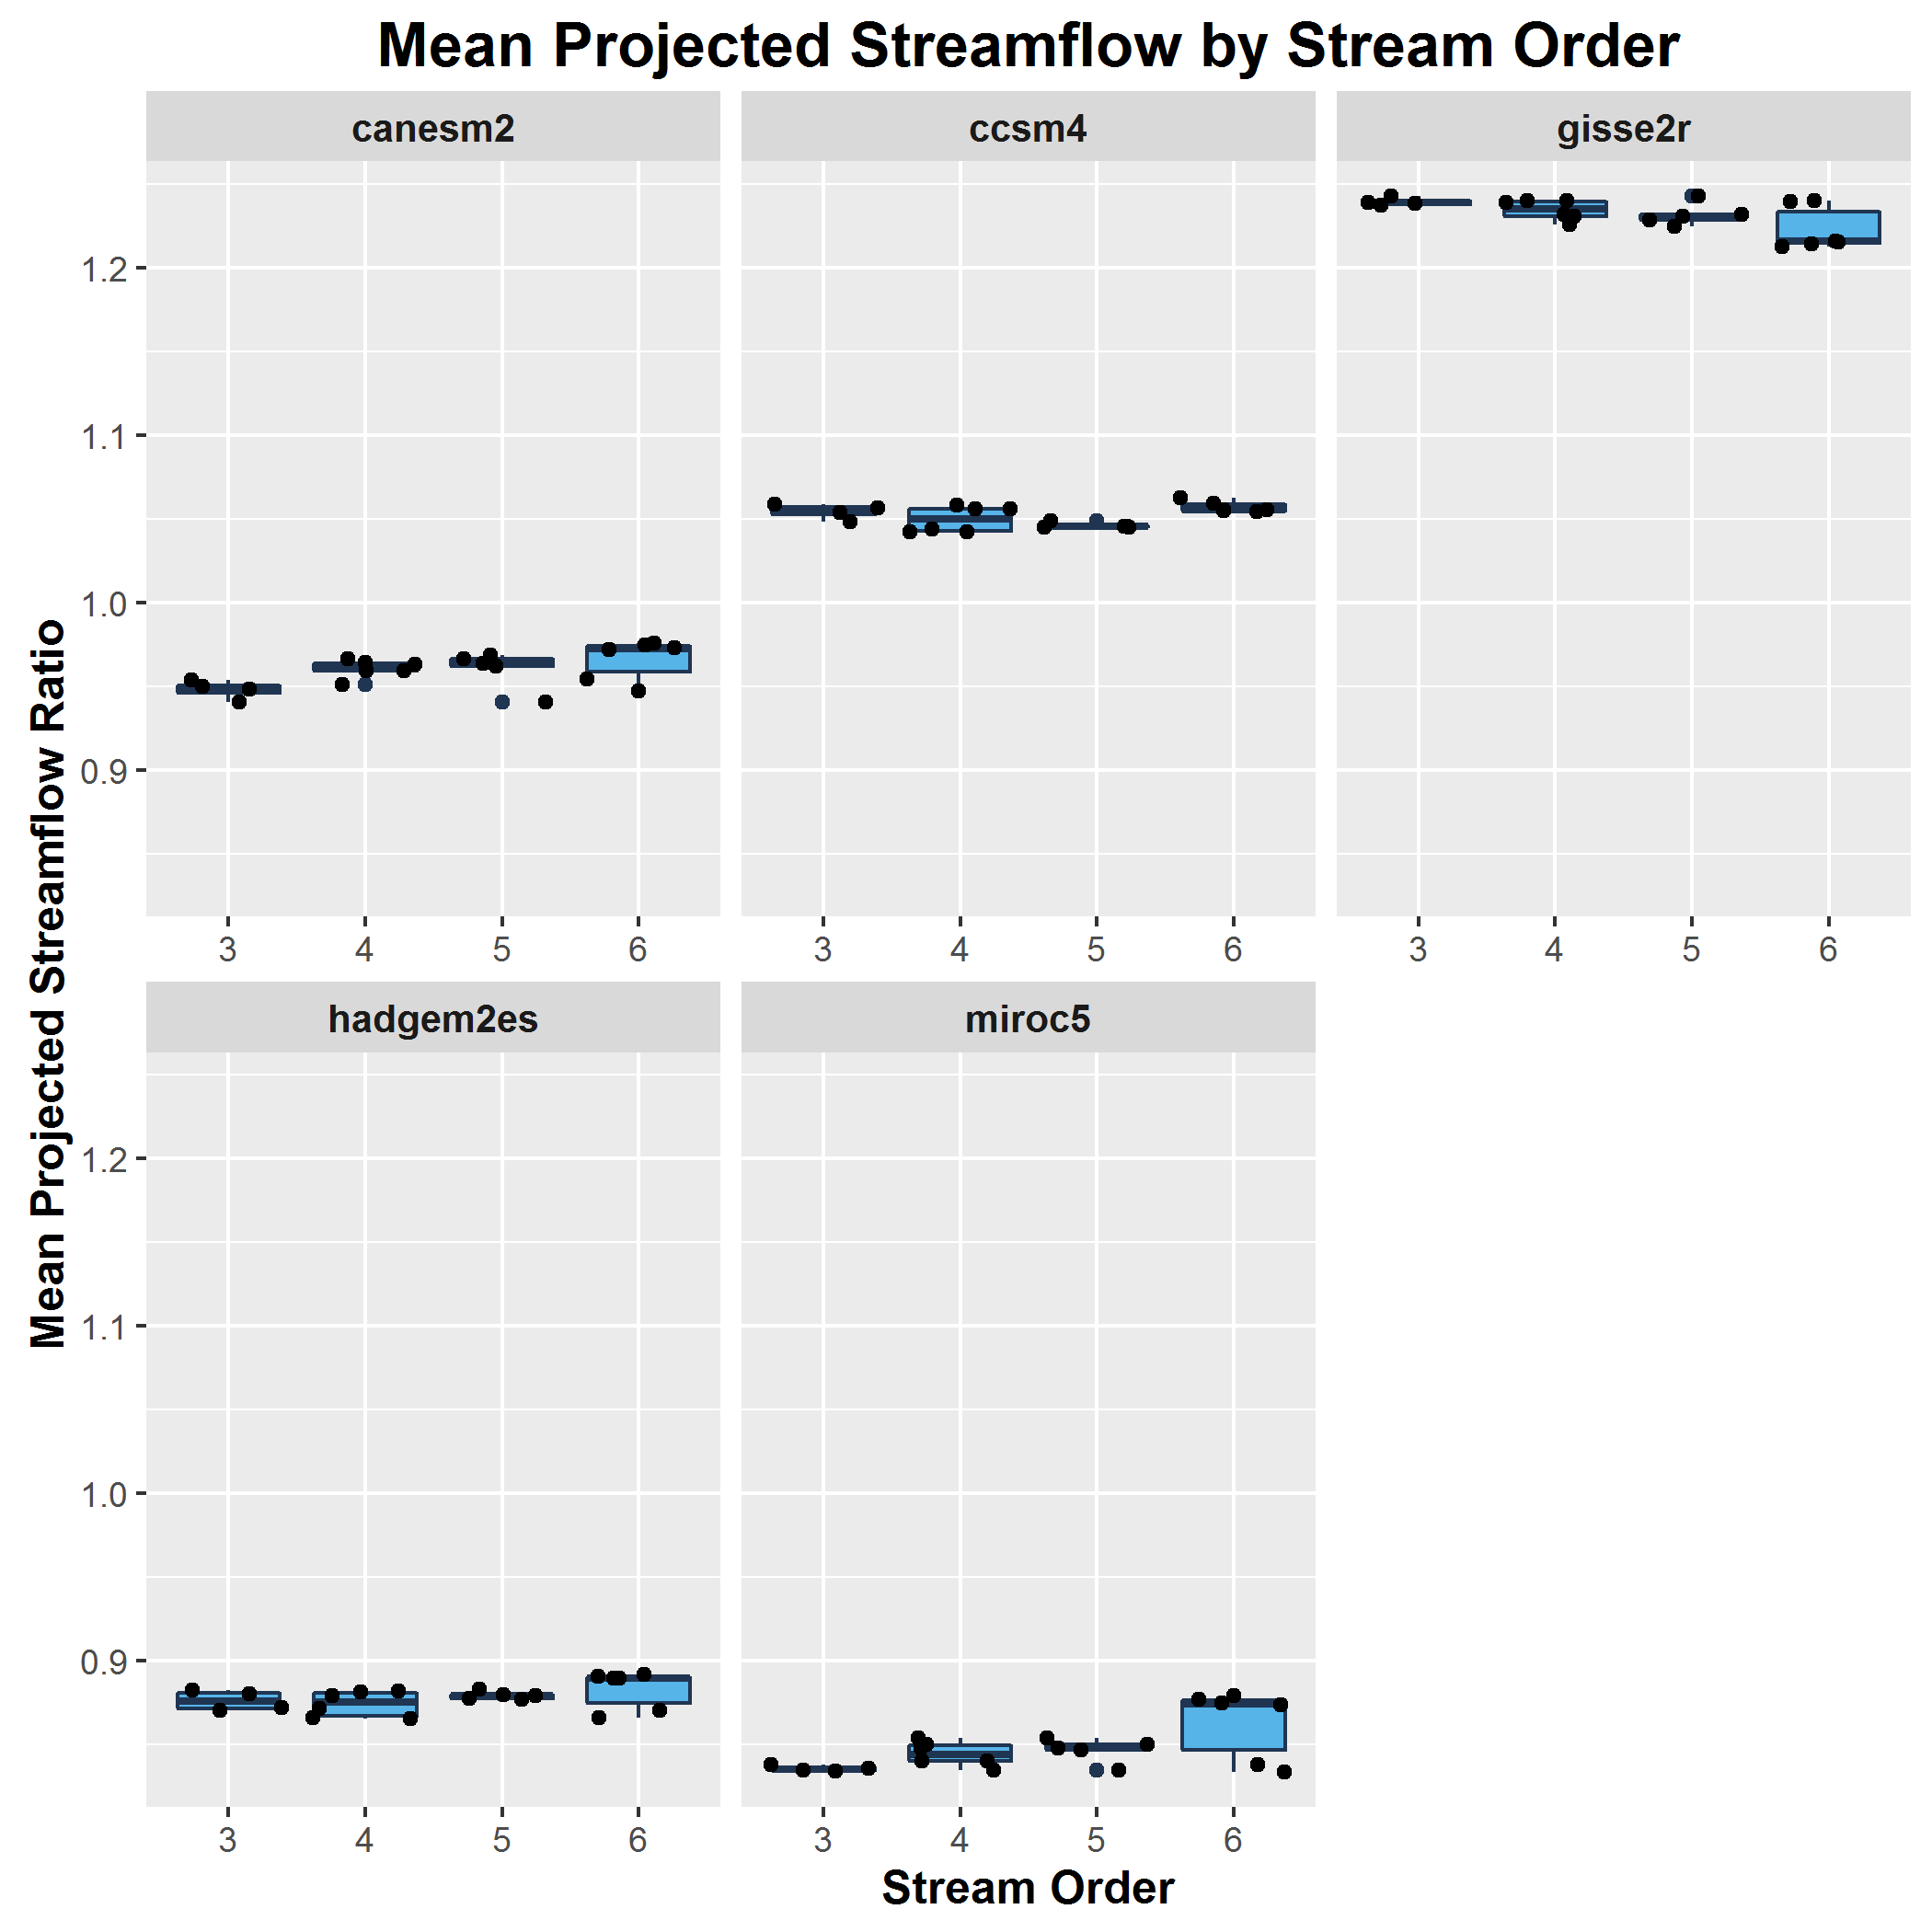 Mean Projected Streamflow by Stream Order
canesm2
ccsm4
gisse2r
1.2
1.1
1.0
0.9
3 4 5 6
3 4 5 6
3 4 5 6
Mean Projected Streamflow Ratio
hadgem2es
miroc5
1.2
1.1
1.0
0.9
3 4 5 6
3 4 5 6
Stream Order